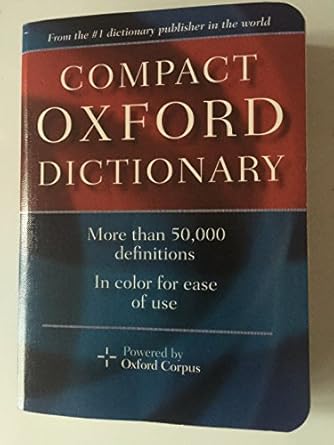 From the #1 dictionary publisher in the world
COMPACT
OXFORD
DICTIONARY
More than 50,000
definitions
In color for ease
of use
Powered by
Oxford Corpus